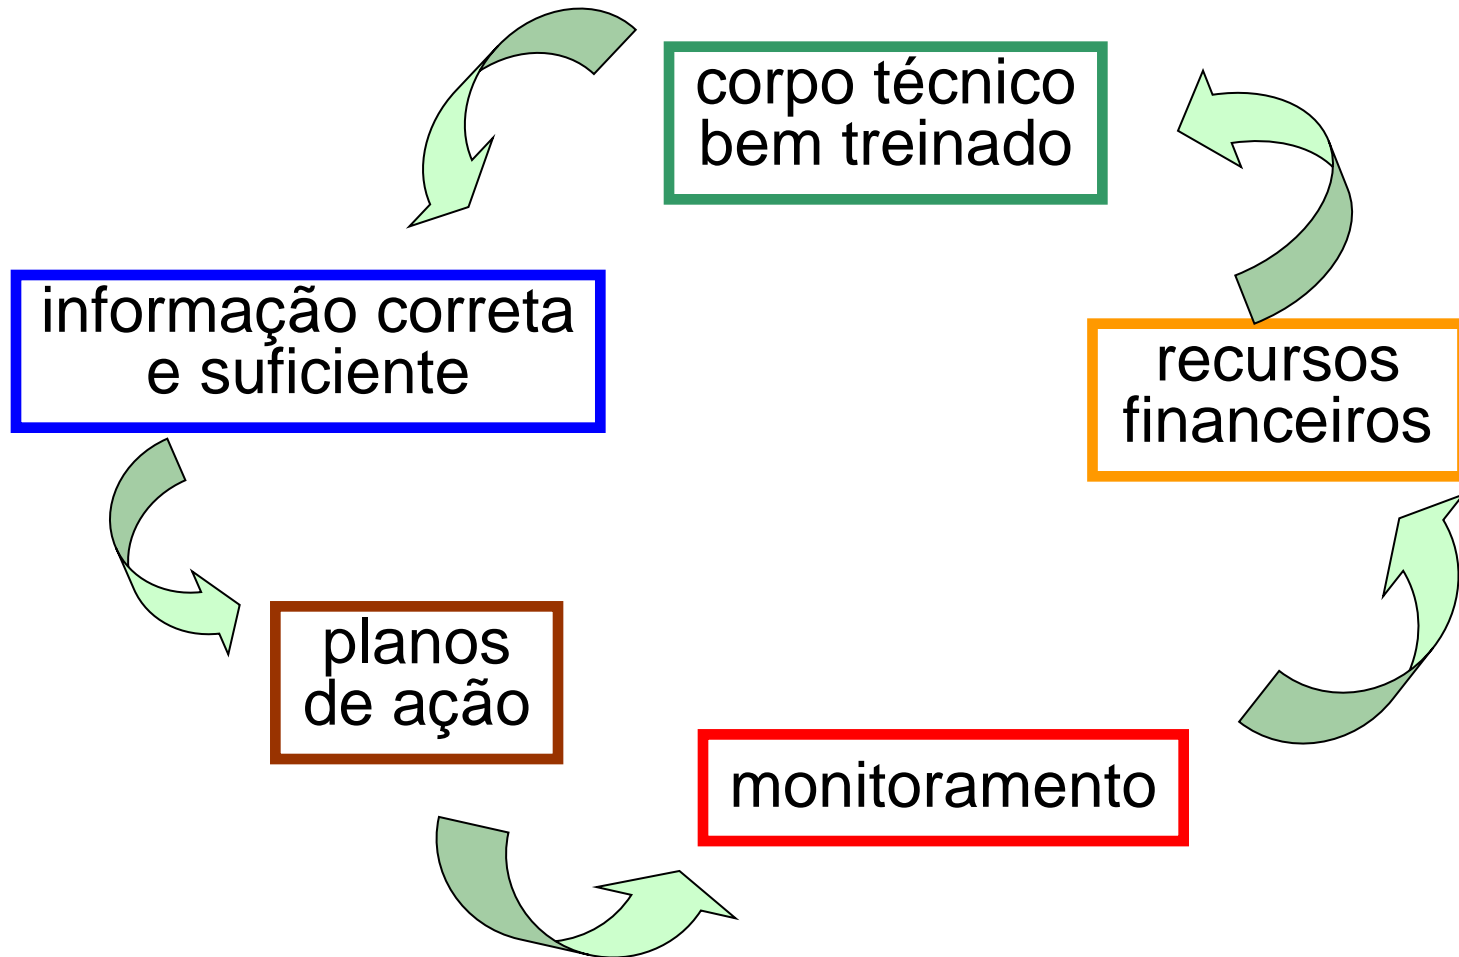 corpo técnico
bem treinado
informação correta
e suficiente
recursos
financeiros
planos
de ação
monitoramento